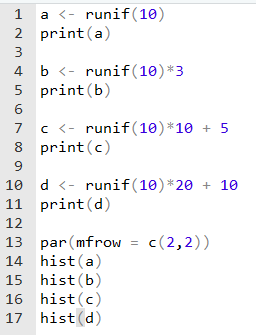 1 a <- runif(10)
2 print(a)
3
4 b <- runif(10)*3
5 print(b)
6
7 c <- runif(10)*10 + 5
8 print(c)
9
10 d <- runif(10)*20 + 10
11 print(d)
12
13 par(mfrow = c(2,2))
14 hist(a)
15 hist(b)
16 hist(c)
17 hist(d)